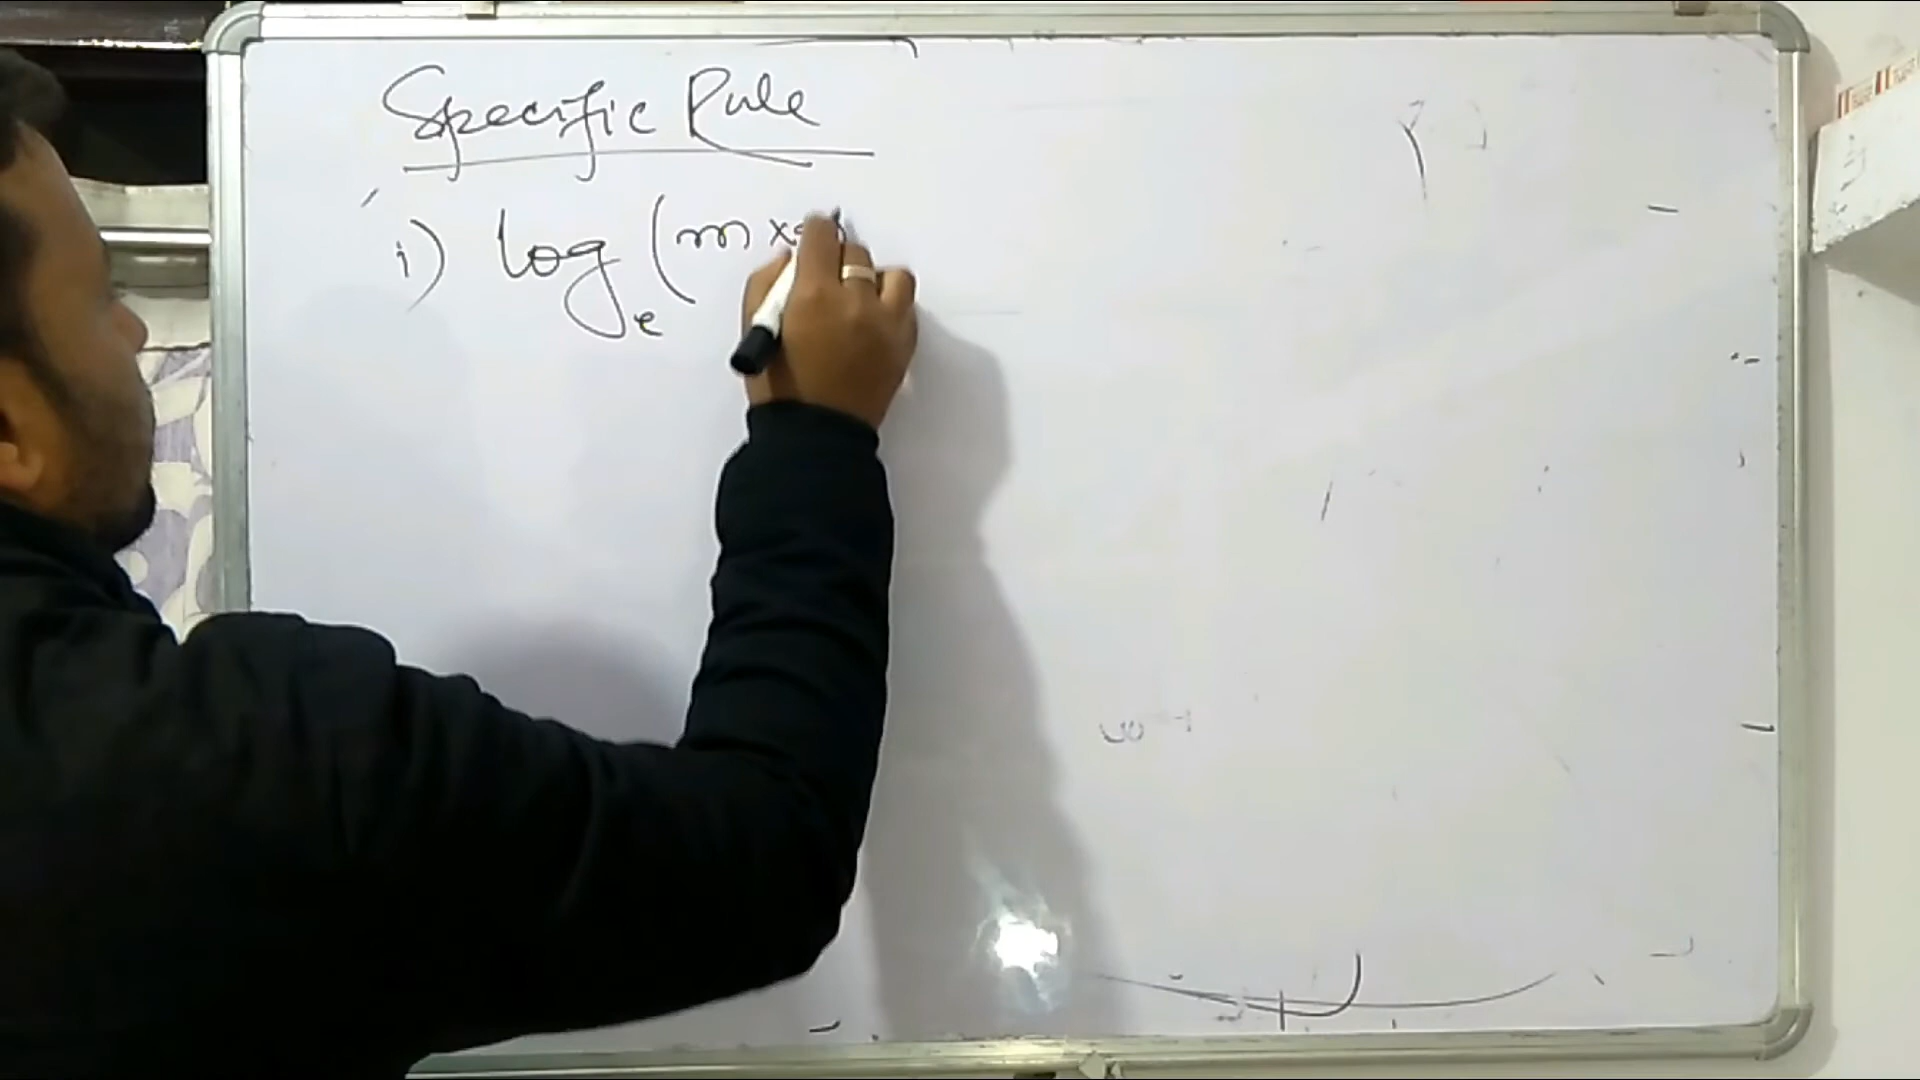 Specific Rule
i) loge (m x